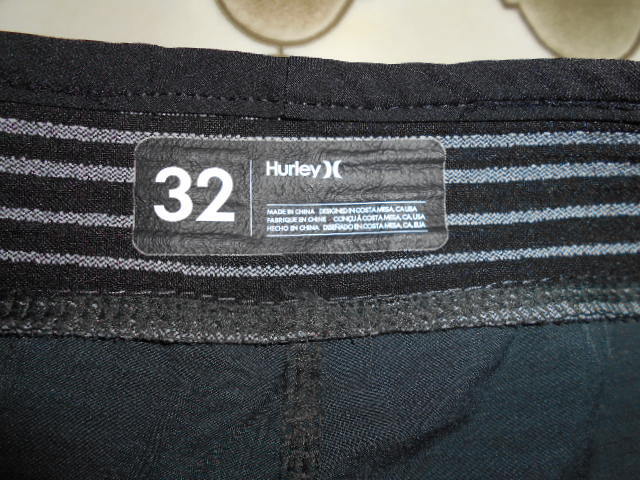 32
Hurley )(
MADE IN CHINA DESIGNED IN COSTA MESA, CA USA
FABRIQUE EN CHINE CONÇU À COSTA MESA, CA, USA
HECHO EN CHINA DISEÑADO EN COSTA MESA, CA, EUA